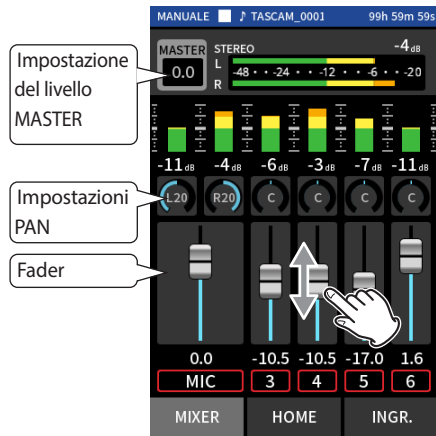 MANUALE ♪ TASCAM_0001 99h 59m 59s
MASTER STEREO -4dB
0.0
L
-48 · · -24 · · -12 · · -6 · · -20
R
Impostazione
del livello
MASTER
-11dB -4dB -6dB -3dB -7dB -11dB
Impostazioni
PAN
L20 R20 C C C C
Fader
0.0 -10.5 -10.5 -17.0 1.6
MIC 3 4 5 6
MIXER HOME INGR.